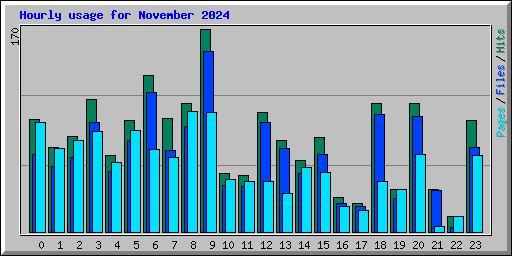 Hourly usage for November 2024
170
Pages / Files / Hits
0 1 2 3 4 5 6 7 8 9 10 11 12 13 14 15 16 17 18 19 20 21 22 23